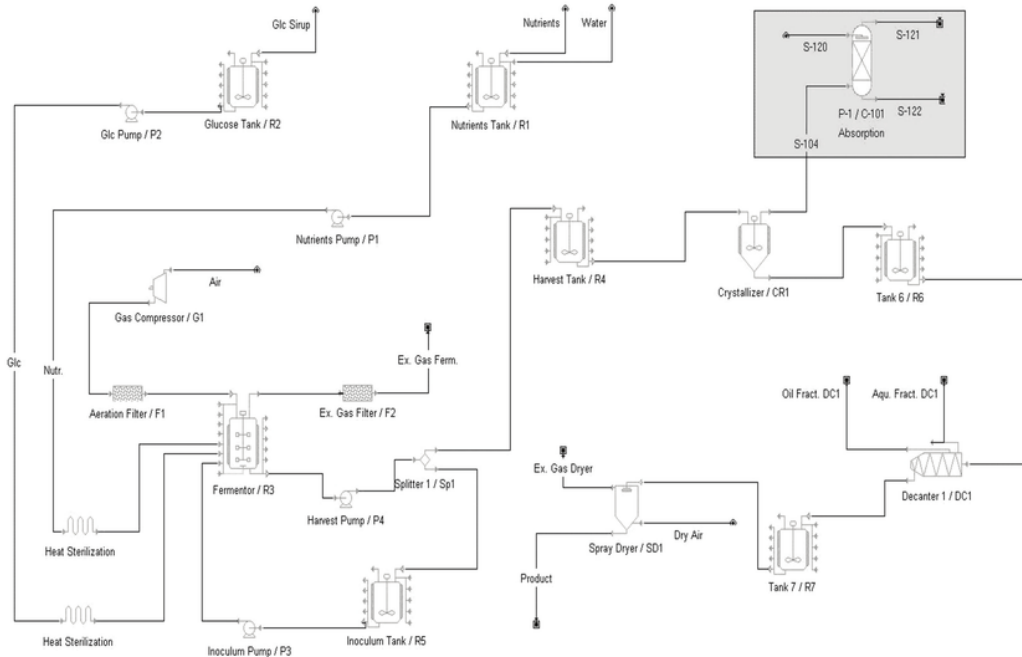 Glc Sirup
Nutrients
Water
S-120
S-121
Glc Pump / P2
Glucose Tank / R2
Nutrients Tank / R1
S-122
P-1 / C-101
Absorption
S-104
Nutrients Pump / P1
Harvest Tank / R4
Crystallizer / CR1
Tank 6 / R6
Air
Gas Compressor / G1
Glc
Nutr.
Ex. Gas Ferm.
Aeration Filter / F1
Ex. Gas Filter / F2
Oil Fract. DC1
Aqu. Fract. DC1
Fermentor / R3
Splitter 1 / Sp1
Ex. Gas Dryer
Decanter 1 / DC1
Harvest Pump / P4
Dry Air
Spray Dryer / SD1
Heat Sterilization
Product
Tank 7 / R7
Heat Sterilization
Inoculum Pump / P3
Inoculum Tank / R5